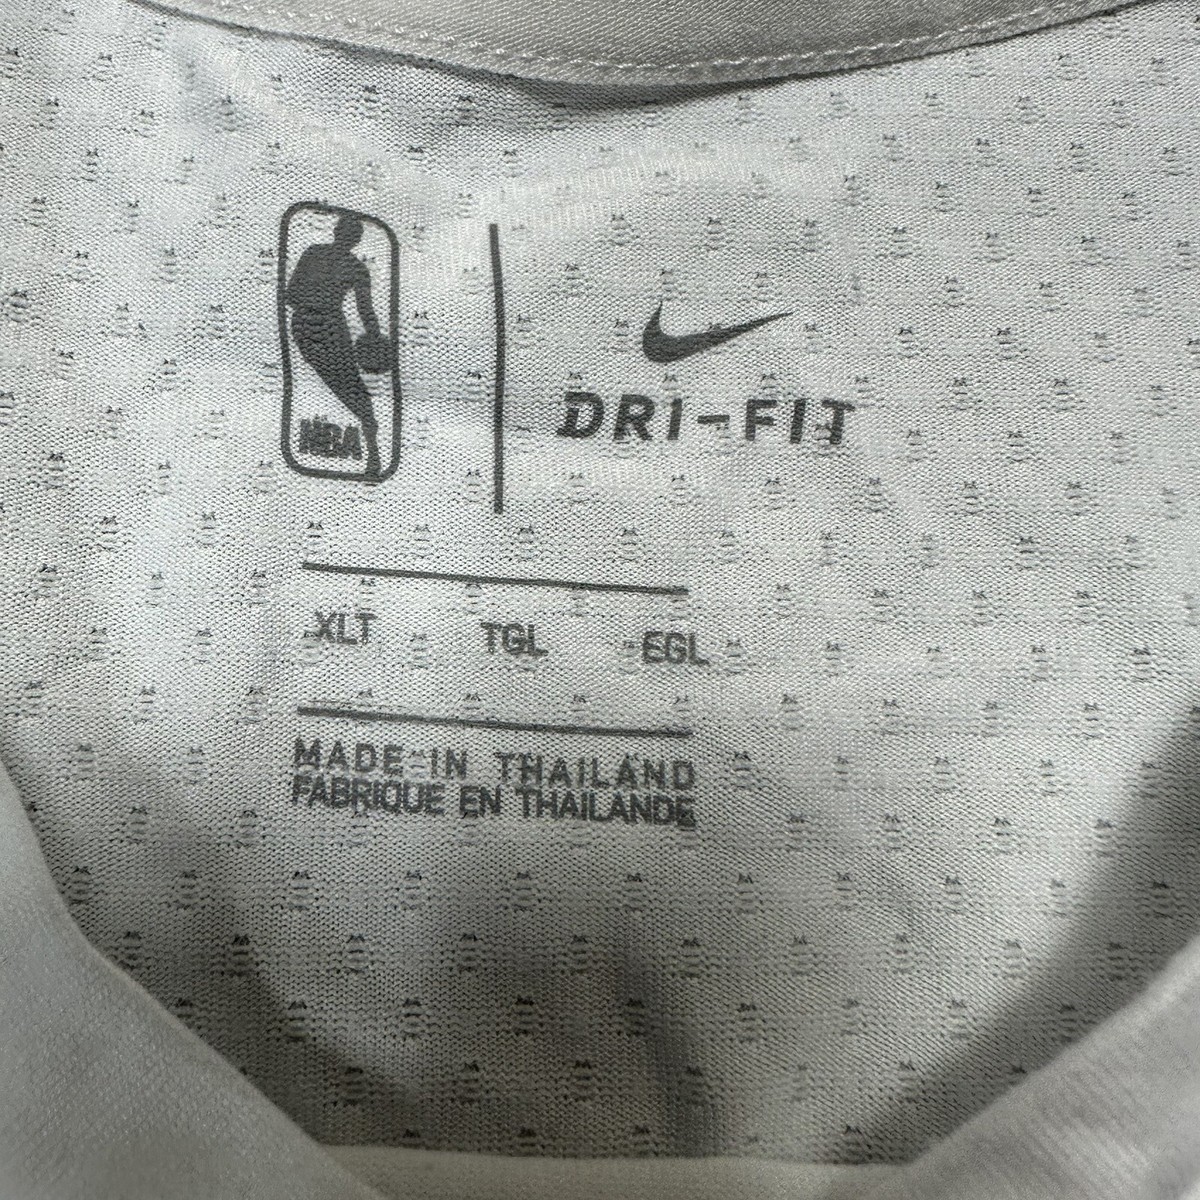 NBA
DRI-FIT
XLT TGL EGL
MADE IN THAILAND
FABRIQUE EN THAILANDE